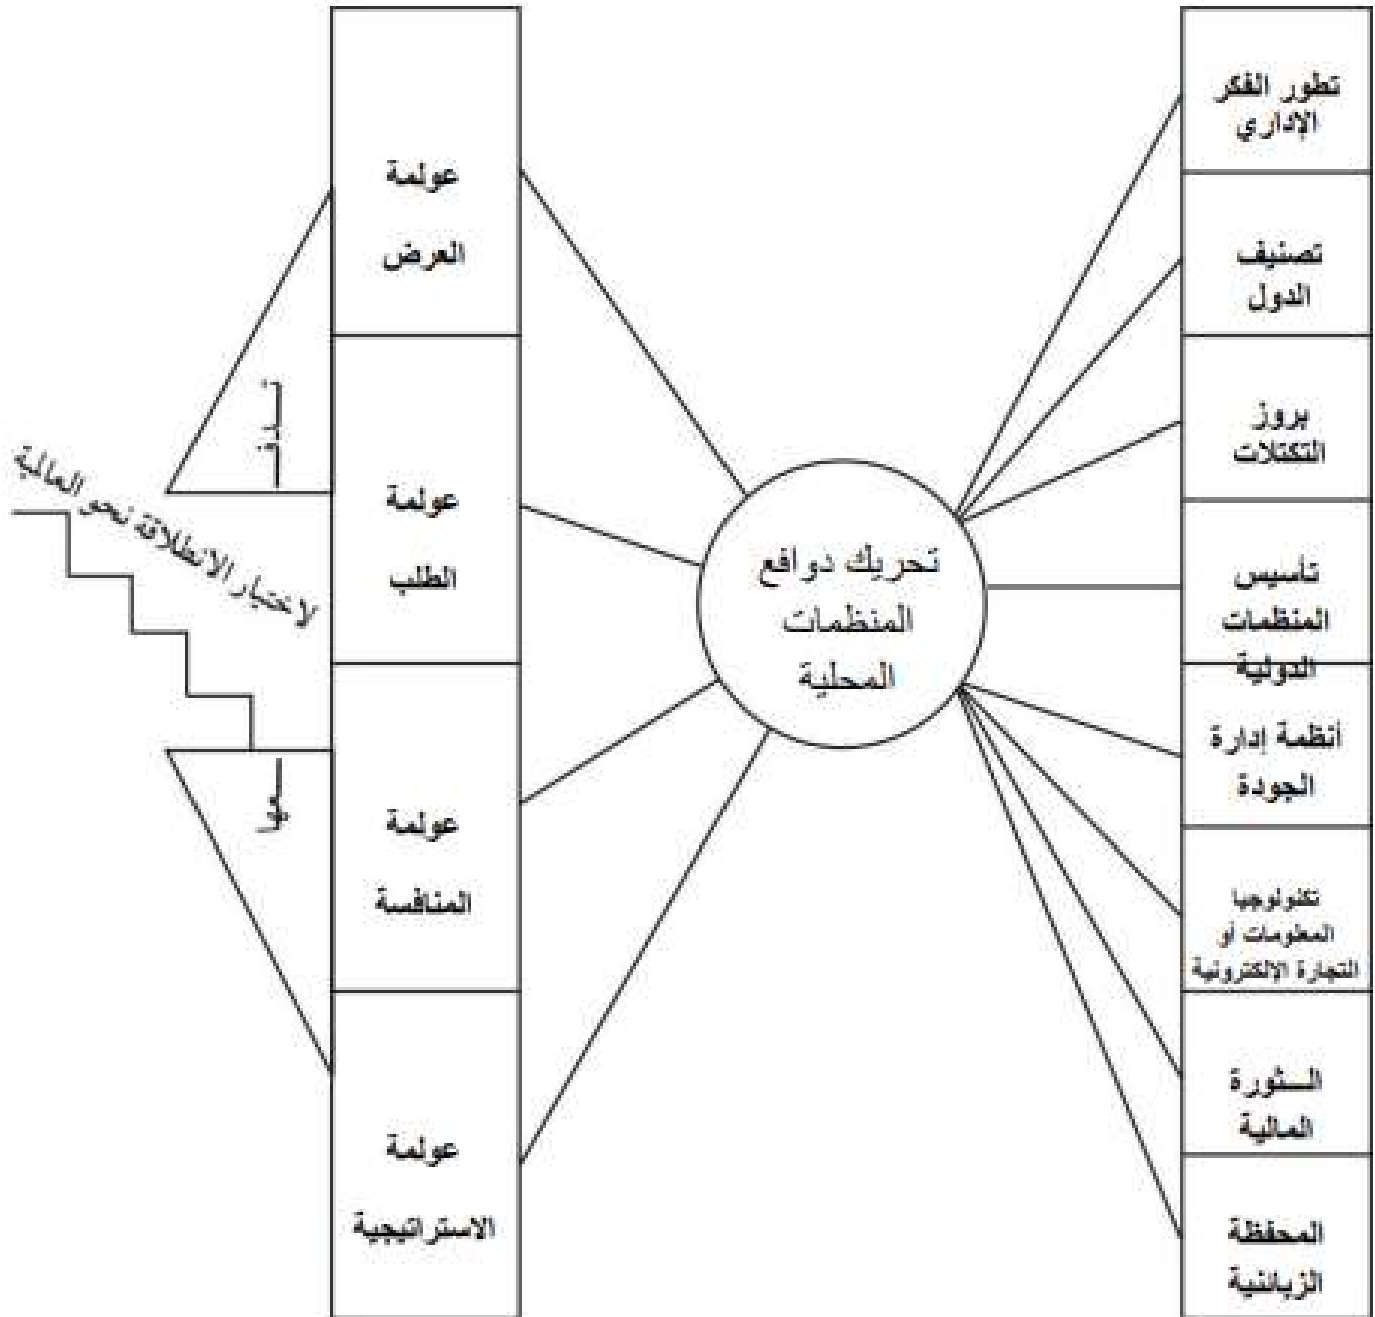 تطور الفكر
الإداري
تصنيف
الدول
بروز
التكتلات
تأسيس
المنظمات
الدولية
أنظمة إدارة
الجودة
تكنولوجيا
المعلومات أو
التجارة الإلكترونية
الـــثورة
المالية
المحفظة
الزبائنية
تحريك دوافع
المنظمات
المحلية
عولمة
العرض
عولمة
الطلب
عولمة
المنافسة
عولمة
الاستراتيجية
لاختيار الانطلاقة نحو العالمية